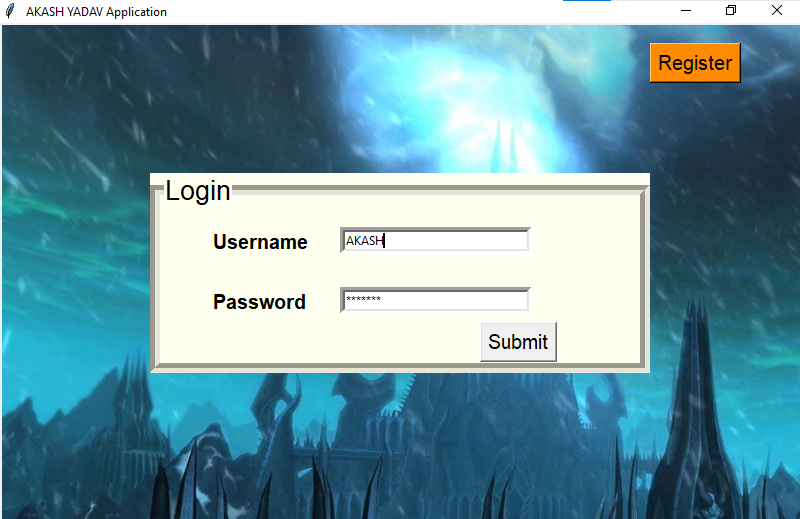 AKASH YADAV Application
Register
Login
Username AKASH
Password *******
Submit